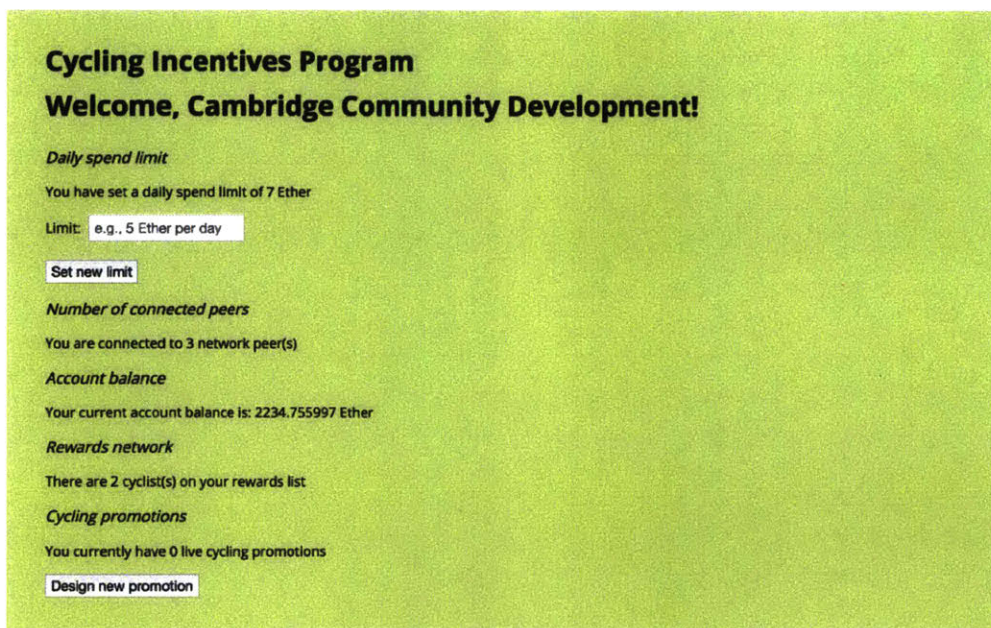 Cycling Incentives Program
Welcome, Cambridge Community Development!
Daily spend limit
You have set a daily spend limit of 7 Ether
Limit: e.g., 5 Ether per day
Set new limit
Number of connected peers
You are connected to 3 network peer(s)
Account balance
Your current account balance is: 2234.755997 Ether
Rewards network
There are 2 cyclist(s) on your rewards list
Cycling promotions
You currently have 0 live cycling promotions
Design new promotion